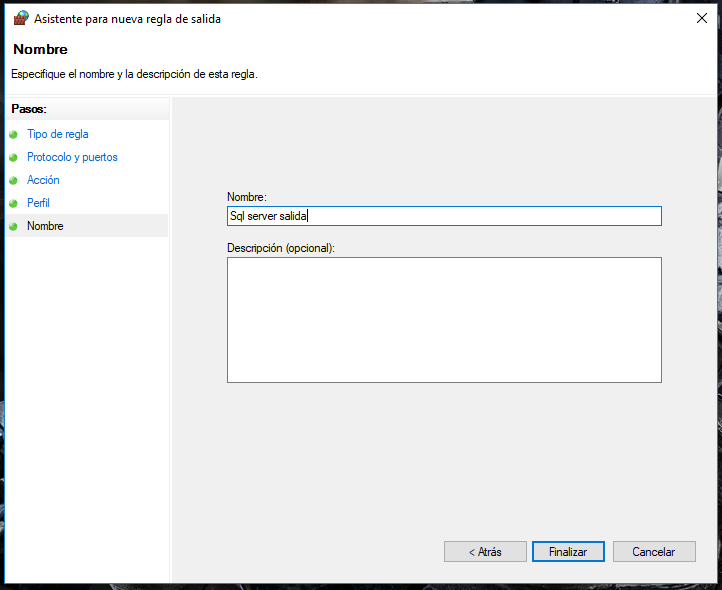 Asistente para nueva regla de salida
Nombre
Especifique el nombre y la descripción de esta regla.
Pasos:
Tipo de regla
Protocolo y puertos
Acción
Perfil
Nombre
Nombre:
Sql server salida
Descripción (opcional):
< Atrás
Finalizar
Cancelar